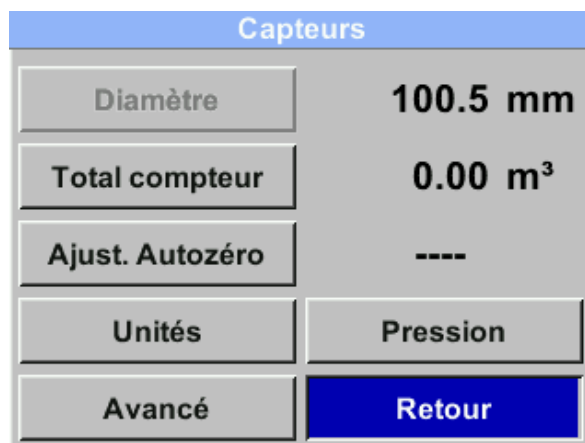 Capteurs
Diamètre 100.5 mm
Total compteur 0.00 m³
Ajust. Autozéro ----
Unités Pression
Avancé Retour